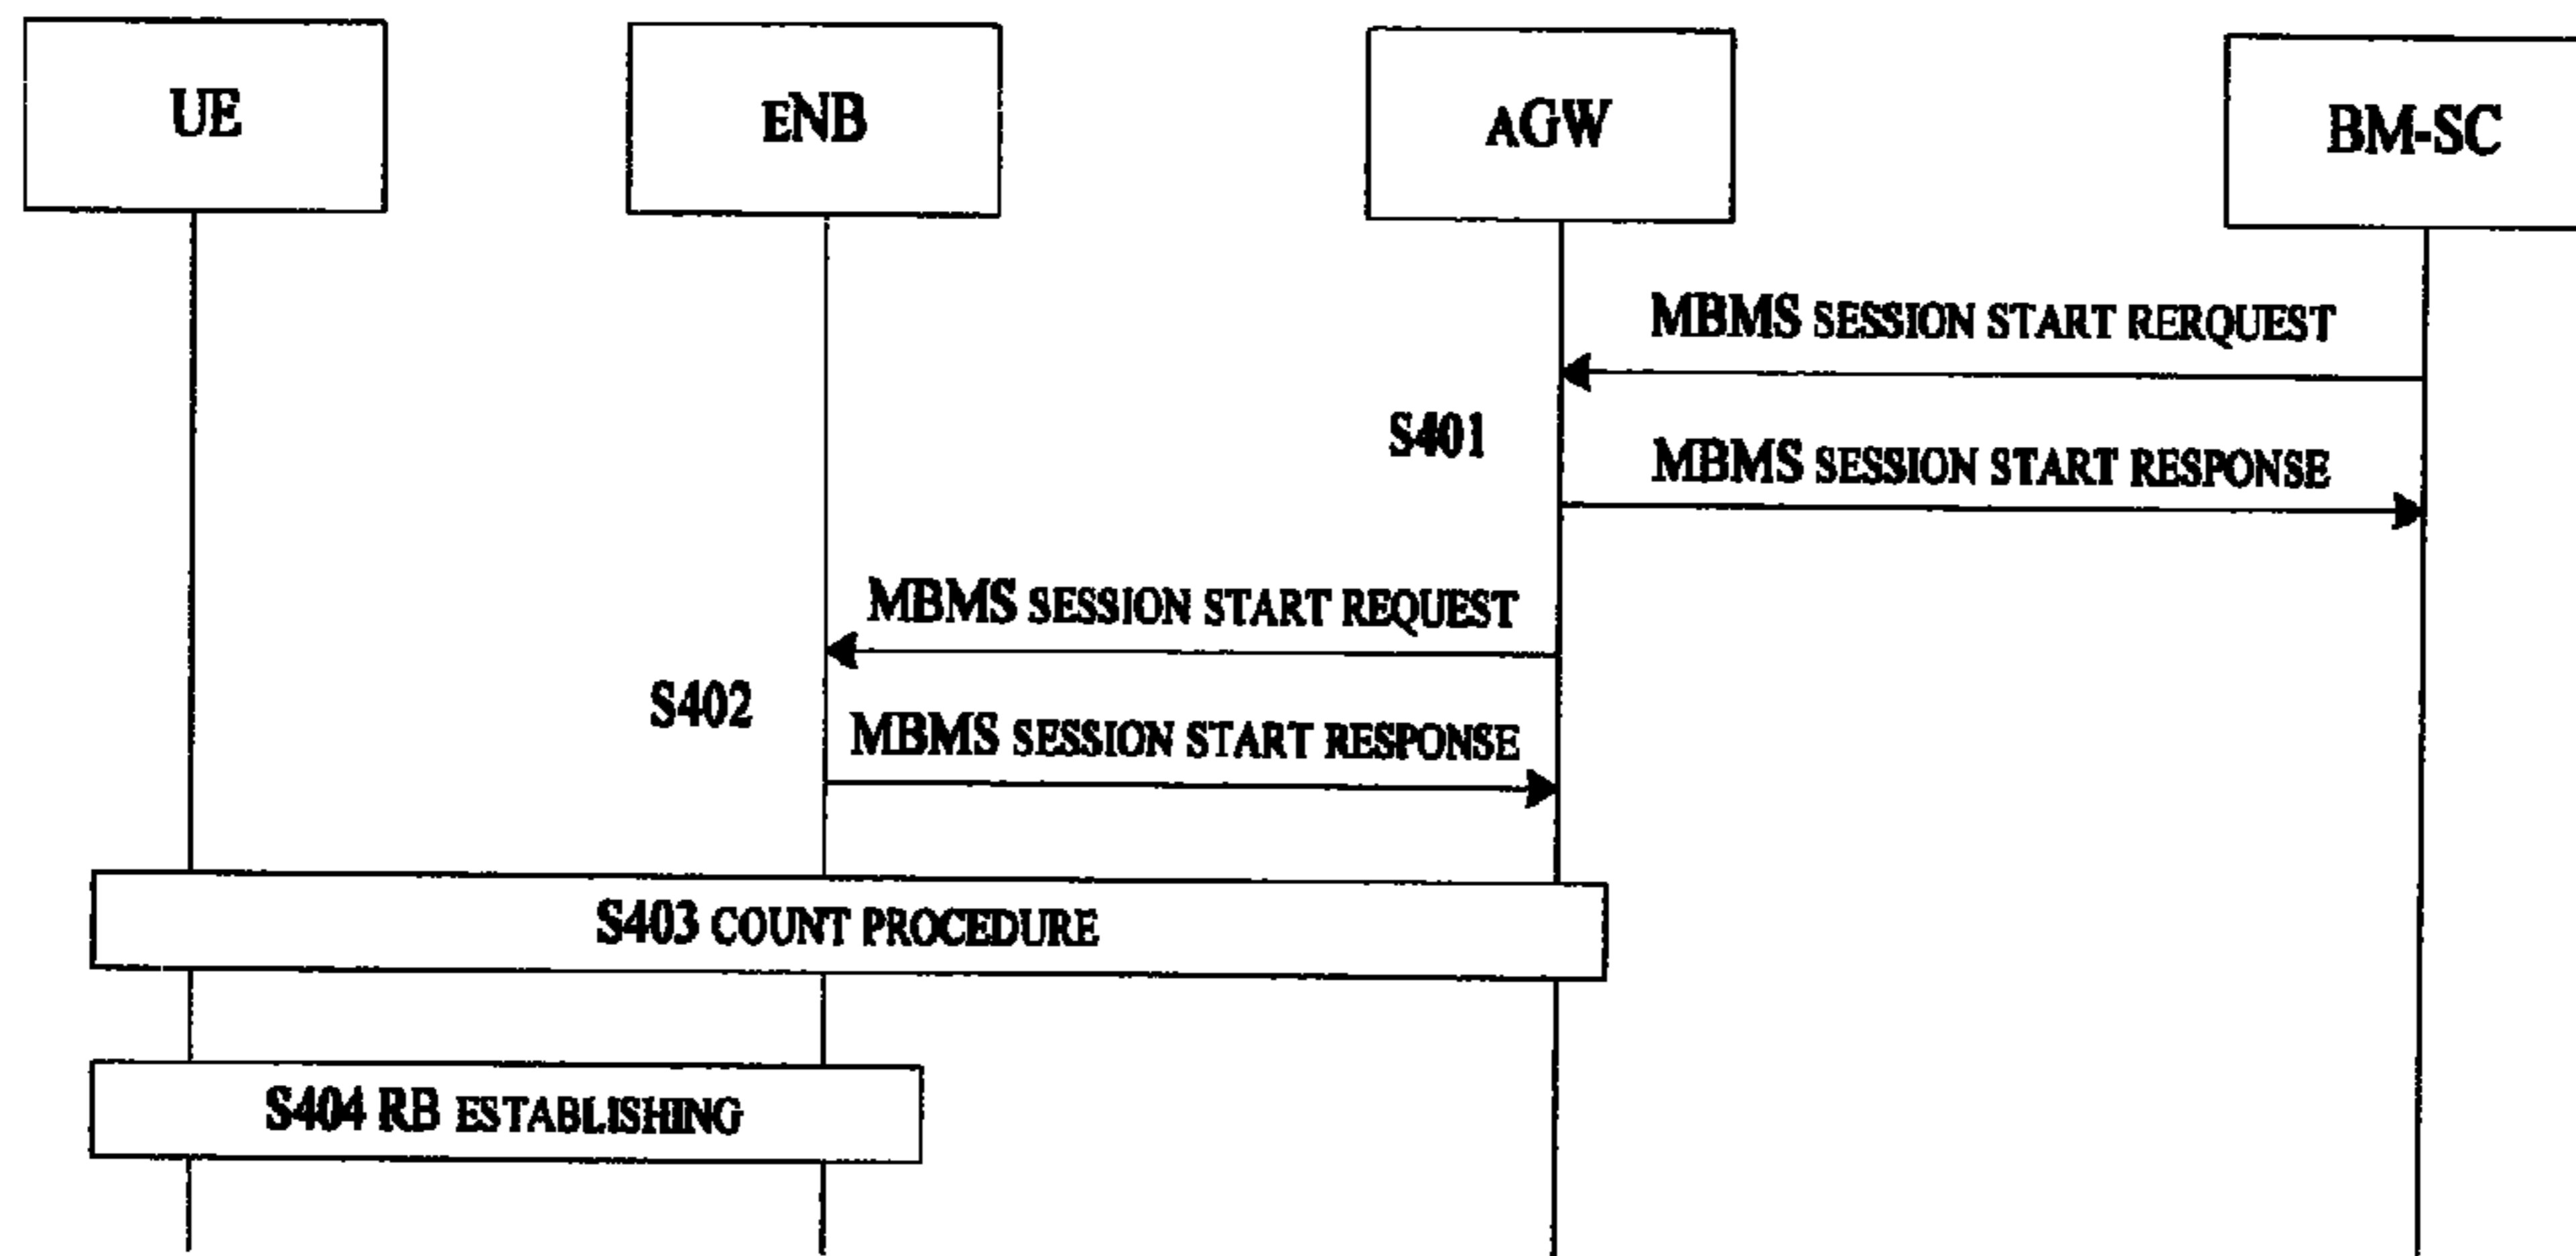 UE
ENB
AGW
BM-SC
MBMS SESSION START RERQUEST
S401
MBMS SESSION START RESPONSE
MBMS SESSION START REQUEST
S402
MBMS SESSION START RESPONSE
S403 COUNT PROCEDURE
S404 RB ESTABLISHING